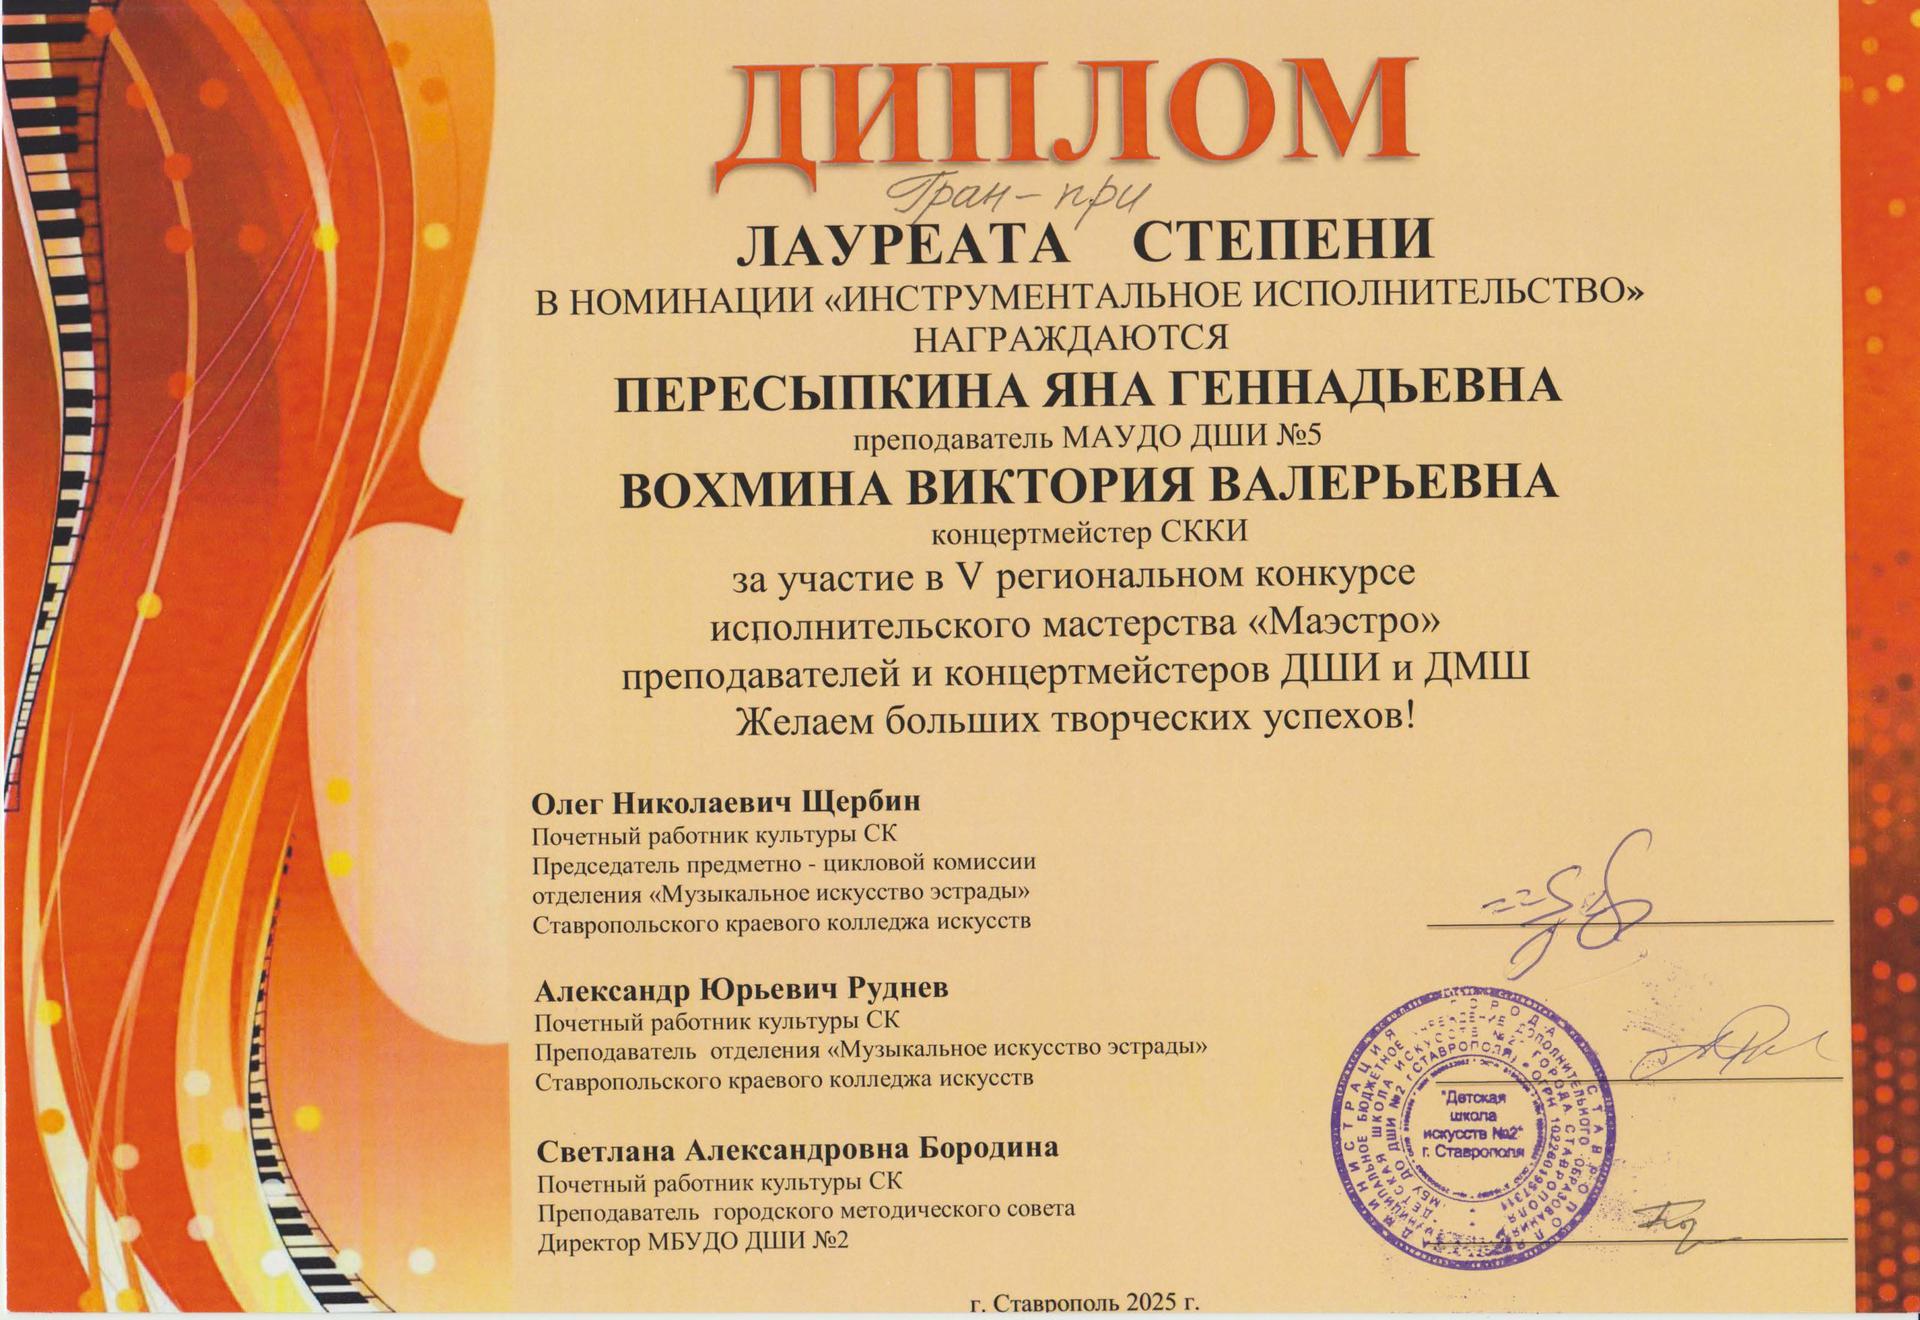 ДИПЛОМ
Гран-при
ЛАУРЕАТА СТЕПЕНИ
В НОМИНАЦИИ «ИНСТРУМЕНТАЛЬНОЕ ИСПОЛНИТЕЛЬСТВО»
НАГРАЖДАЮТСЯ
ПЕРЕСЫПКИНА ЯНА ГЕННАДЬЕВНА
преподаватель МАУДО ДШИ №5
ВОХМИНА ВИКТОРИЯ ВАЛЕРЬЕВНА
концертмейстер СККИ
за участие в V региональном конкурсе
исполнительского мастерства «Маэстро»
преподавателей и концертмейстеров ДШИ и ДМШ
Желаем больших творческих успехов!
Олег Николаевич Щербин
Почетный работник культуры СК
Председатель предметно - цикловой комиссии
отделения «Музыкальное искусство эстрады»
Ставропольского краевого колледжа искусств
Александр Юрьевич Руднев
Почетный работник культуры СК
Преподаватель отделения «Музыкальное искусство эстрады»
Ставропольского краевого колледжа искусств
Светлана Александровна Бородина
Почетный работник культуры СК
Преподаватель городского методического совета
Директор МБУДО ДШИ №2
"Детская
школа
искусств №2"
г. Ставрополя
г. Ставрополь 2025 г.